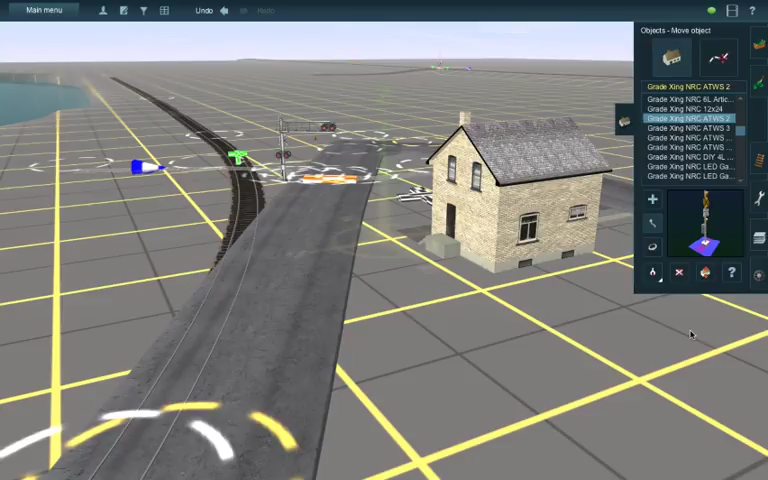 Main menu
Undo
Redo
Objects - Move object
Grade Xing NRC ATWS 2
Grade Xing NRC 6L Artic...
Grade Xing NRC 12x24
Grade Xing NRC ATWS 2
Grade Xing NRC ATWS 3
Grade Xing NRC ATWS ...
Grade Xing NRC ATWS ...
Grade Xing NRC DIY 4L ...
Grade Xing NRC LED Ga...
Grade Xing NRC LED Ga...